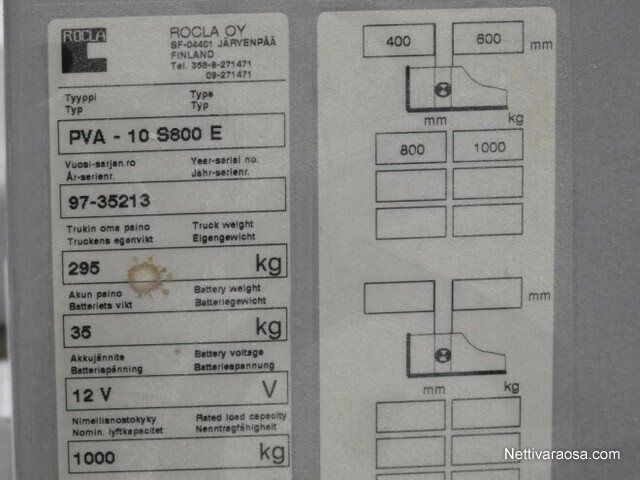 ROCLA
ROCLA OY
SF-04401 JÄRVENPÄÄ
FINLAND
Tel. 358-9-271471
09-271471
Tyyppi Type
Typ Typ
PVA - 10 S800 E
Vuosi-sarjan.ro Year-serial no.
År-serienr. Jahr-serienr.
97-35213
Trukin oma paino Truck weight
Truckens egenvikt Eigengewicht
295 kg
Akun paino Battery weight
Batteriets vikt Batteriegewicht
35 kg
Akkujännite Battery voltage
Batterispänning Batteriespannung
12 V V
Nimellisnostokyky Rated load capacity
Nomin. lyftkapacitet Nenntragfähigheit
1000 kg
400 600 mm
mm kg
800 1000
mm
mm kg
Nettivaraosa.com